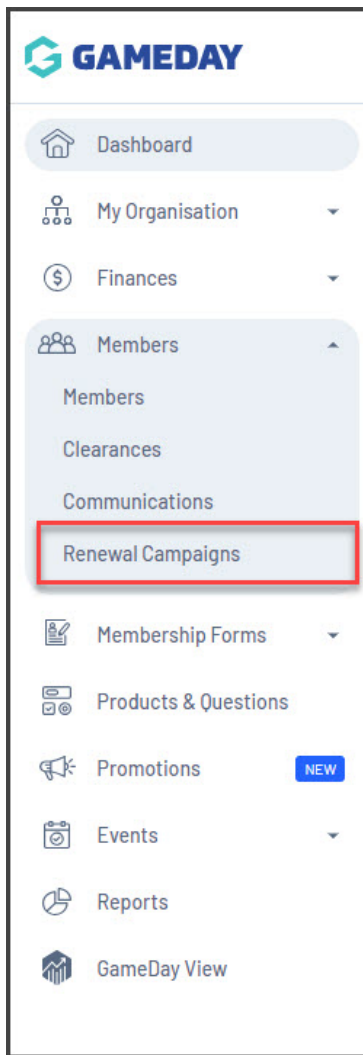 GAMEDAY
Dashboard
My Organisation
Finances
Members
Members
Clearances
Communications
Renewal Campaigns
Membership Forms
Products & Questions
Promotions NEW
Events
Reports
GameDay View